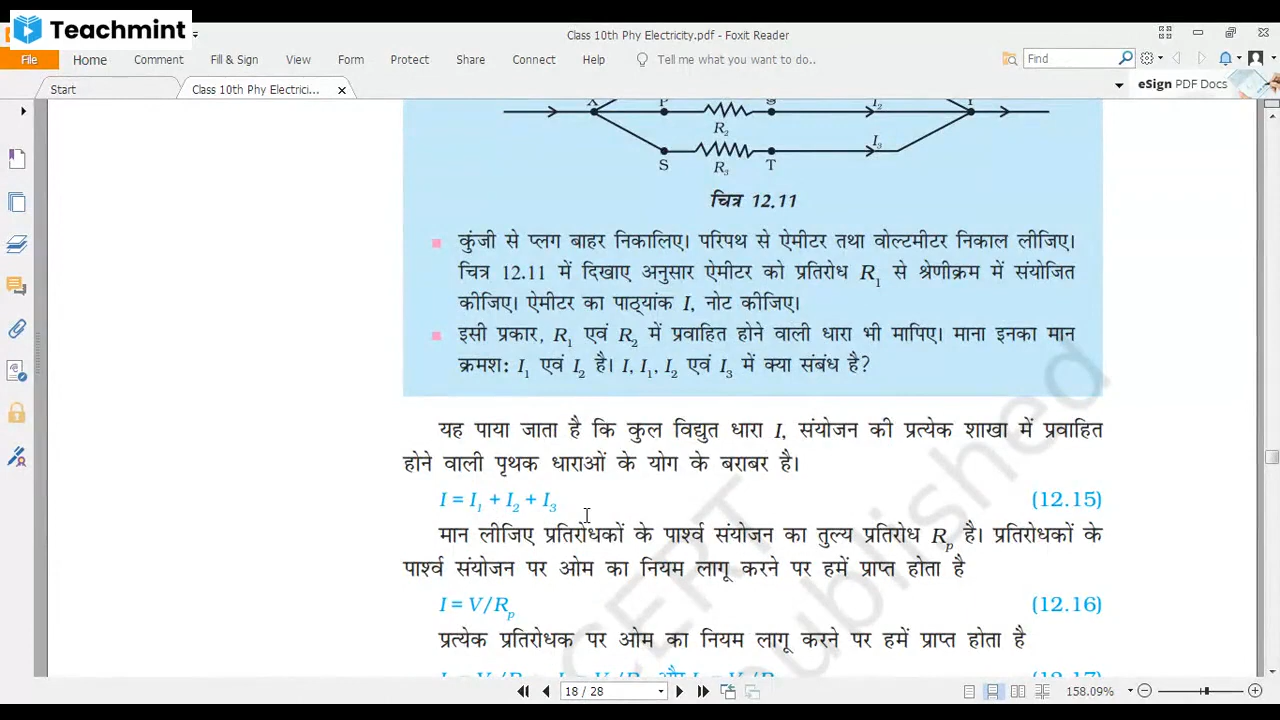 Teachmint
Class 10th Phy Electricity.pdf - Foxit Reader
File Home Comment Fill & Sign View Form Protect Share Connect Help Tell me what you want to do.. Find
Start Class 10th Phy Electrici... eSign PDF Docs
X P Q I2 Y
R2
I3
S R3 T
चित्र 12.11
कुंजी से प्लग बाहर निकालिए। परिपथ से ऐमीटर तथा वोल्टमीटर निकाल लीजिए।
चित्र 12.11 में दिखाए अनुसार ऐमीटर को प्रतिरोध R1 से श्रेणीक्रम में संयोजित
कीजिए। ऐमीटर का पाठ्यांक I, नोट कीजिए।
इसी प्रकार, R1 एवं R2 में प्रवाहित होने वाली धारा भी मापिए। माना इनका मान
क्रमश: I1 एवं I2 है। I, I1, I2 एवं I3 में क्या संबंध है?
यह पाया जाता है कि कुल विद्युत धारा I, संयोजन की प्रत्येक शाखा में प्रवाहित
होने वाली पृथक धाराओं के योग के बराबर है।
I = I1 + I2 + I3 (12.15)
मान लीजिए प्रतिरोधकों के पार्श्व संयोजन का तुल्य प्रतिरोध Rp है। प्रतिरोधकों के
पार्श्व संयोजन पर ओम का नियम लागू करने पर हमें प्राप्त होता है
I = V/Rp (12.16)
प्रत्येक प्रतिरोधक पर ओम का नियम लागू करने पर हमें प्राप्त होता है
18 / 28 158.09%